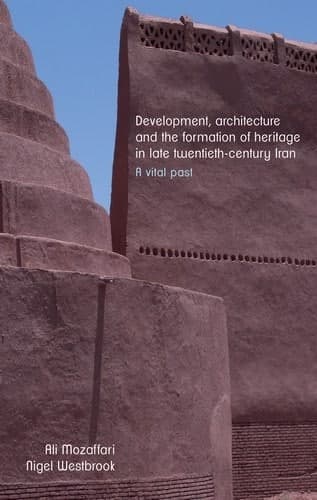 Development, architecture
and the formation of heritage
in late twentieth-century Iran
A vital past
Ali Mozaffari
Nigel Westbrook